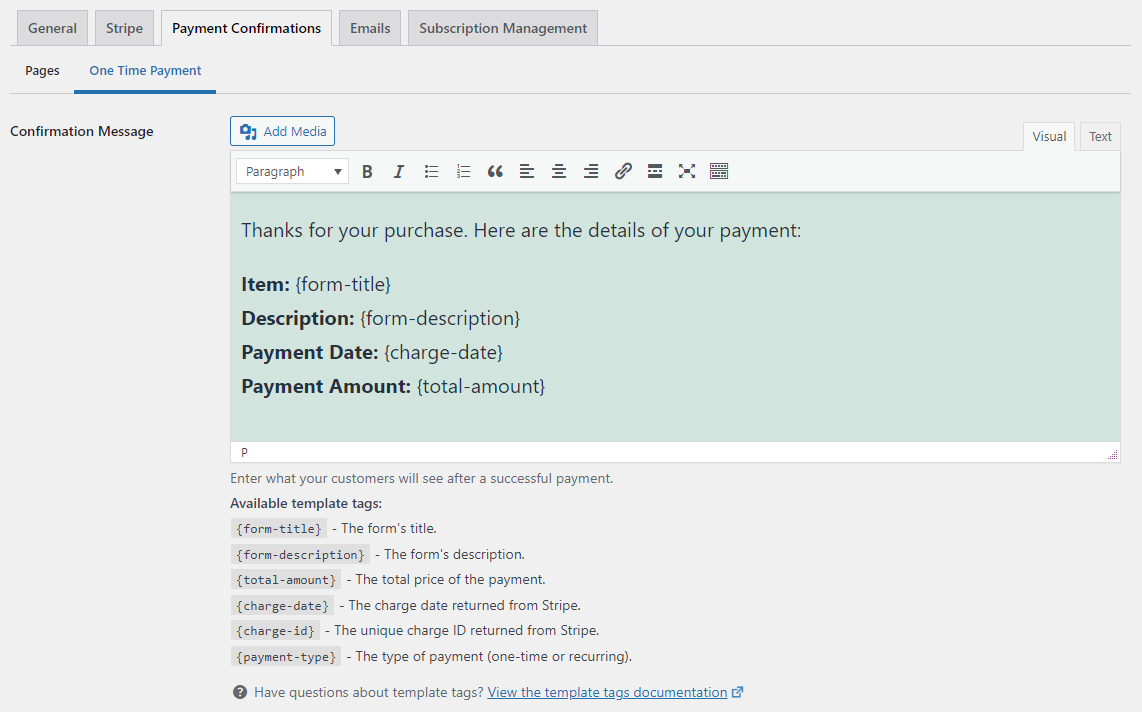 General Stripe Payment Confirmations Emails Subscription Management
Pages One Time Payment
Confirmation Message
Add Media
Visual Text
Paragraph B I
Thanks for your purchase. Here are the details of your payment:
Item: {form-title}
Description: {form-description}
Payment Date: {charge-date}
Payment Amount: {total-amount}
P
Enter what your customers will see after a successful payment.
Available template tags:
{form-title} - The form's title.
{form-description} - The form's description.
{total-amount} - The total price of the payment.
{charge-date} - The charge date returned from Stripe.
{charge-id} - The unique charge ID returned from Stripe.
{payment-type} - The type of payment (one-time or recurring).
Have questions about template tags? View the template tags documentation